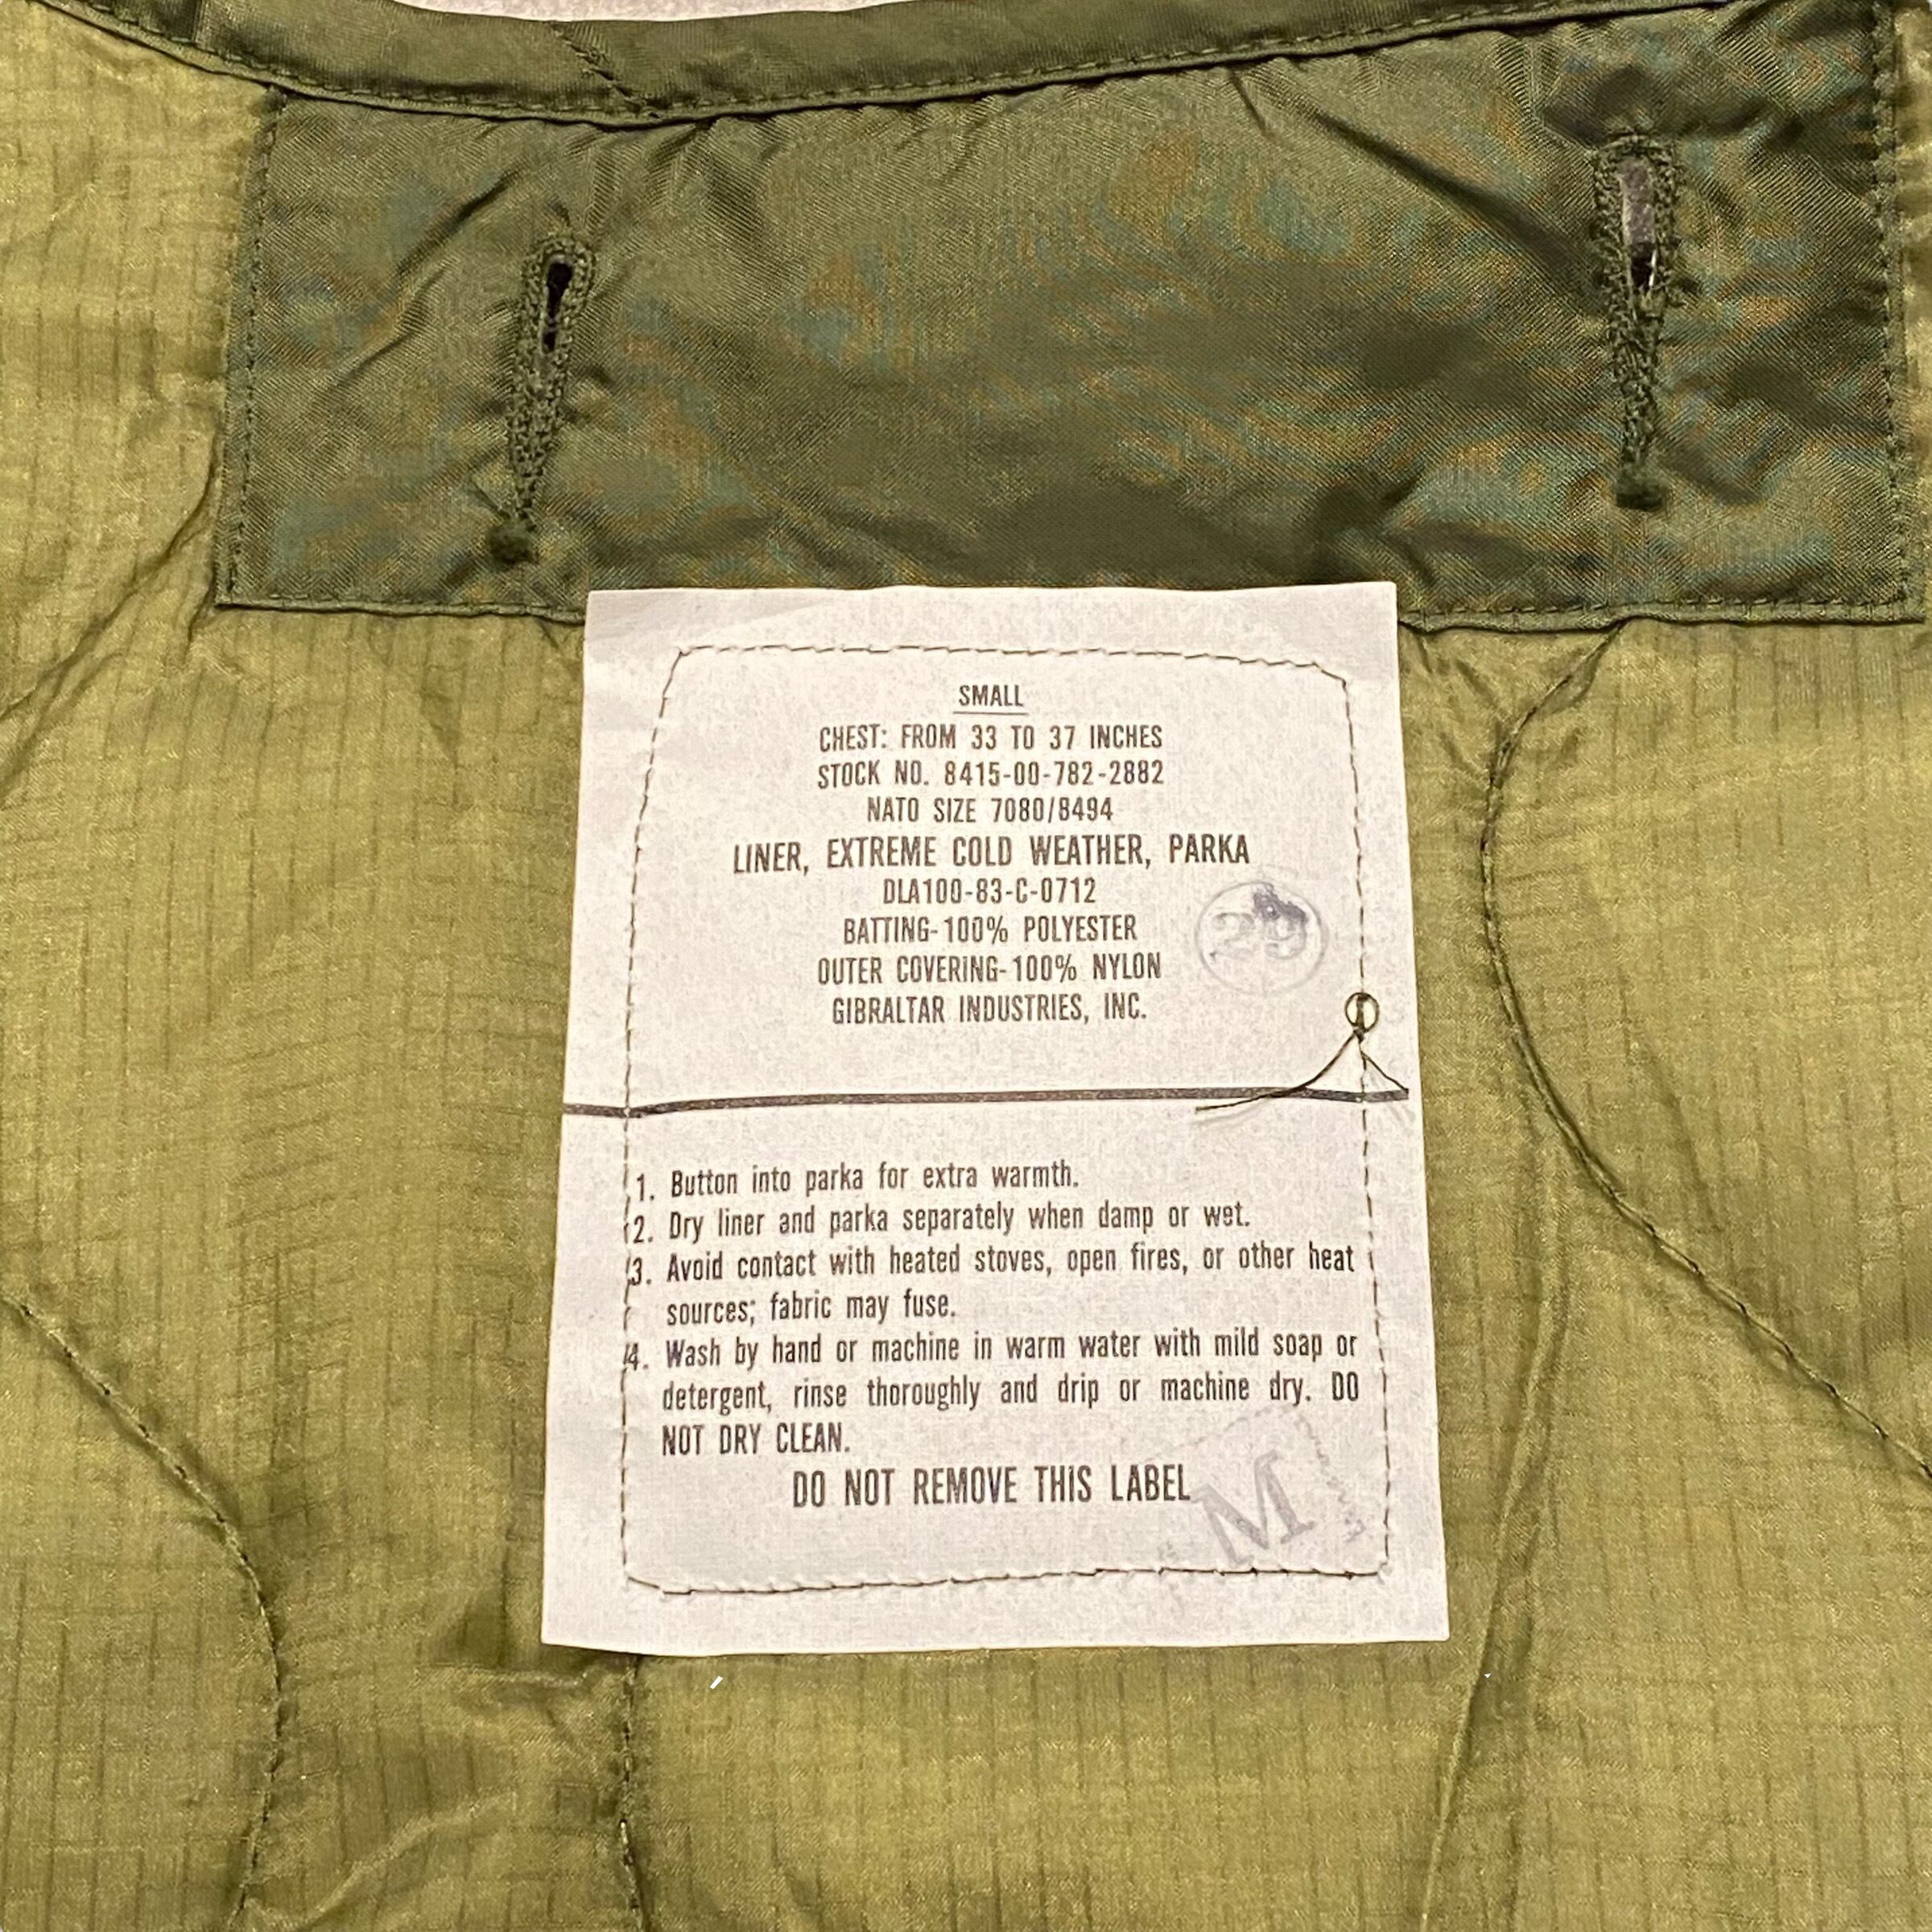 SMALL
CHEST: FROM 33 TO 37 INCHES
STOCK NO. 8415-00-782-2882
NATO SIZE 7080/8494
LINER, EXTREME COLD WEATHER, PARKA
DLA100-83-C-0712
BATTING-100% POLYESTER
29
OUTER COVERING-100% NYLON
GIBRALTAR INDUSTRIES, INC.
1. Button into parka for extra warmth.
2. Dry liner and parka separately when damp or wet.
3. Avoid contact with heated stoves, open fires, or other heat
sources; fabric may fuse.
4. Wash by hand or machine in warm water with mild soap or
detergent, rinse thoroughly and drip or machine dry. DO
NOT DRY CLEAN.
DO NOT REMOVE THIS LABEL
M